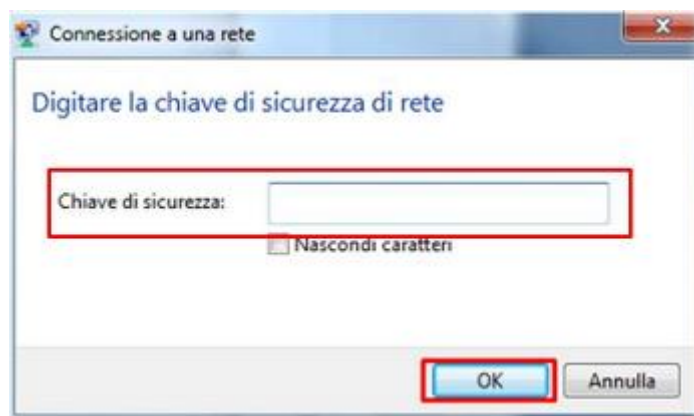 Connessione a una rete
Digitare la chiave di sicurezza di rete
Chiave di sicurezza:
Nascondi caratteri
OK Annulla